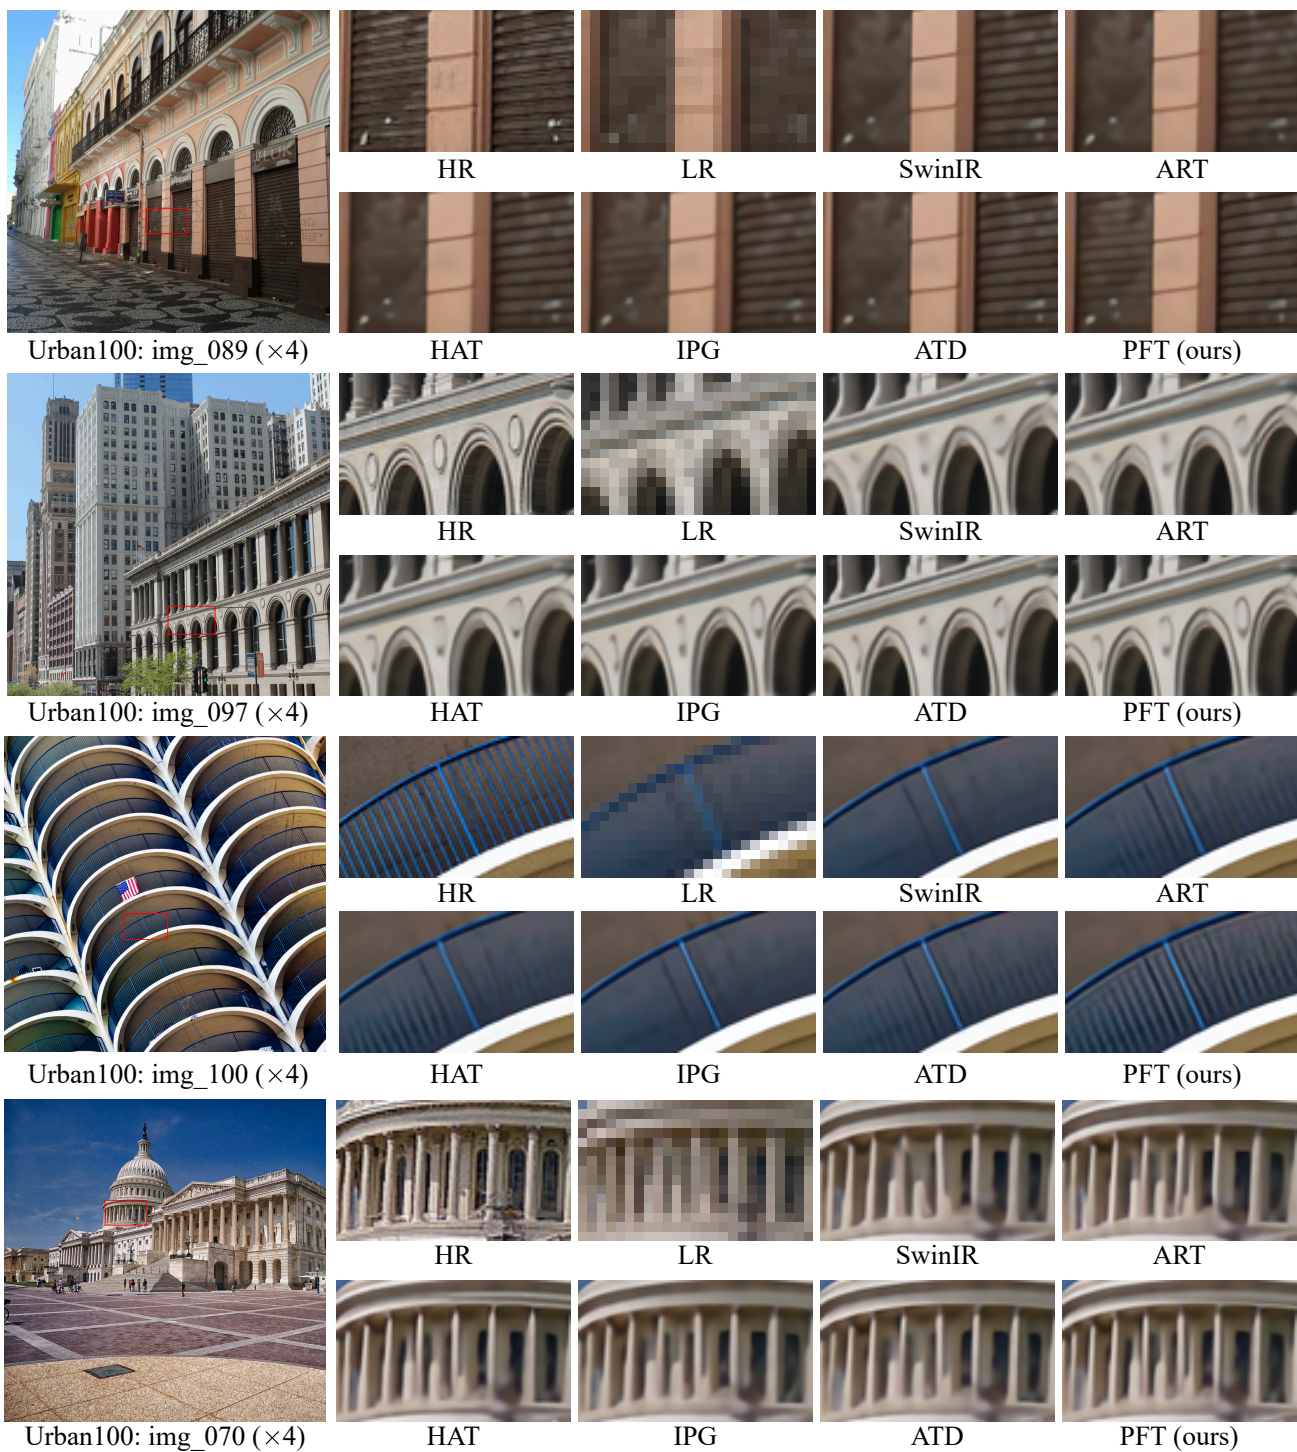 HR LR SwinIR ART
HAT IPG ATD PFT (ours)
Urban100: img_089 (×4)
HR LR SwinIR ART
HAT IPG ATD PFT (ours)
Urban100: img_097 (×4)
HR LR SwinIR ART
HAT IPG ATD PFT (ours)
Urban100: img_100 (×4)
HR LR SwinIR ART
HAT IPG ATD PFT (ours)
Urban100: img_070 (×4)